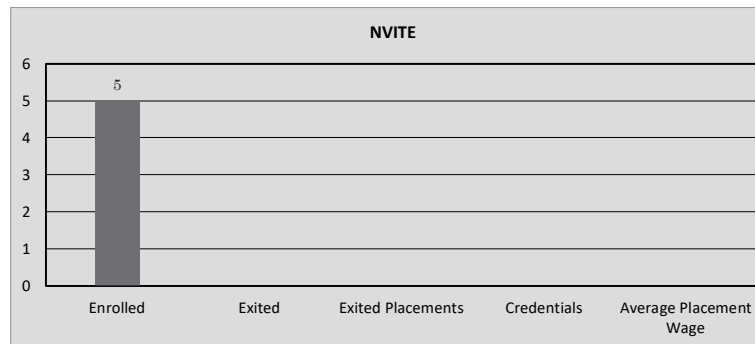 NVITE
6
5
5
4
3
2
1
0
Enrolled
Exited
Exited Placements
Credentials
Average Placement
Wage